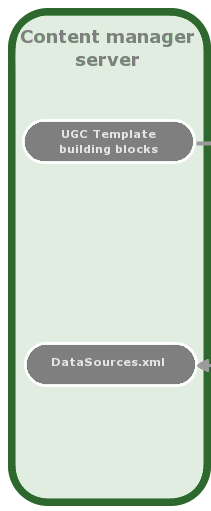 Content manager
server
UGC Template
building blocks
DataSources.xml